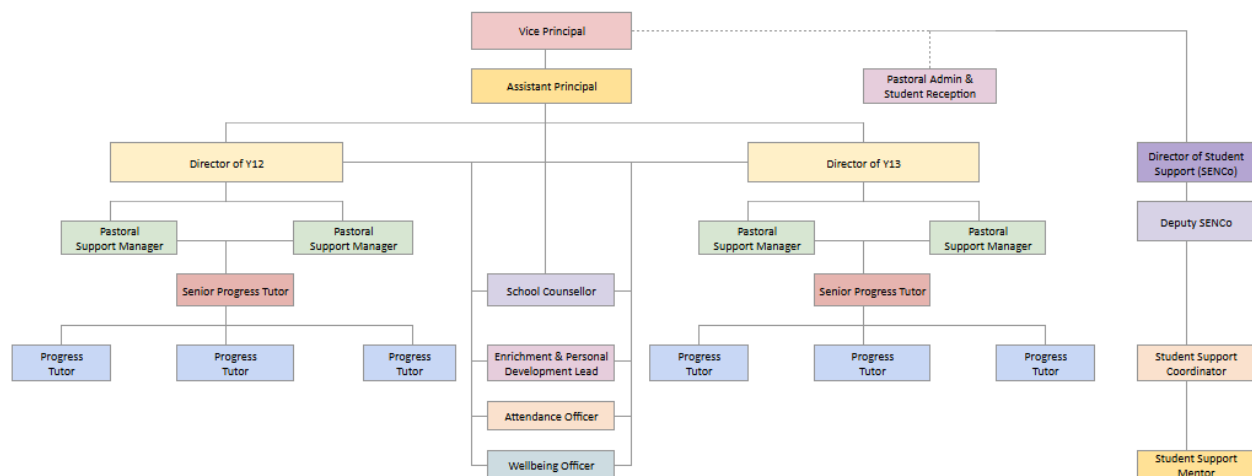 Vice Principal
Assistant Principal
Pastoral Admin &
Student Reception
Director of Y12
Director of Y13
Director of Student
Support (SENCo)
Pastoral
Support Manager
Pastoral
Support Manager
Pastoral
Support Manager
Pastoral
Support Manager
Deputy SENCo
Senior Progress Tutor
School Counsellor
Senior Progress Tutor
Progress
Tutor
Progress
Tutor
Progress
Tutor
Enrichment & Personal
Development Lead
Progress
Tutor
Progress
Tutor
Progress
Tutor
Student Support
Coordinator
Attendance Officer
Wellbeing Officer
Student Support
Mentor